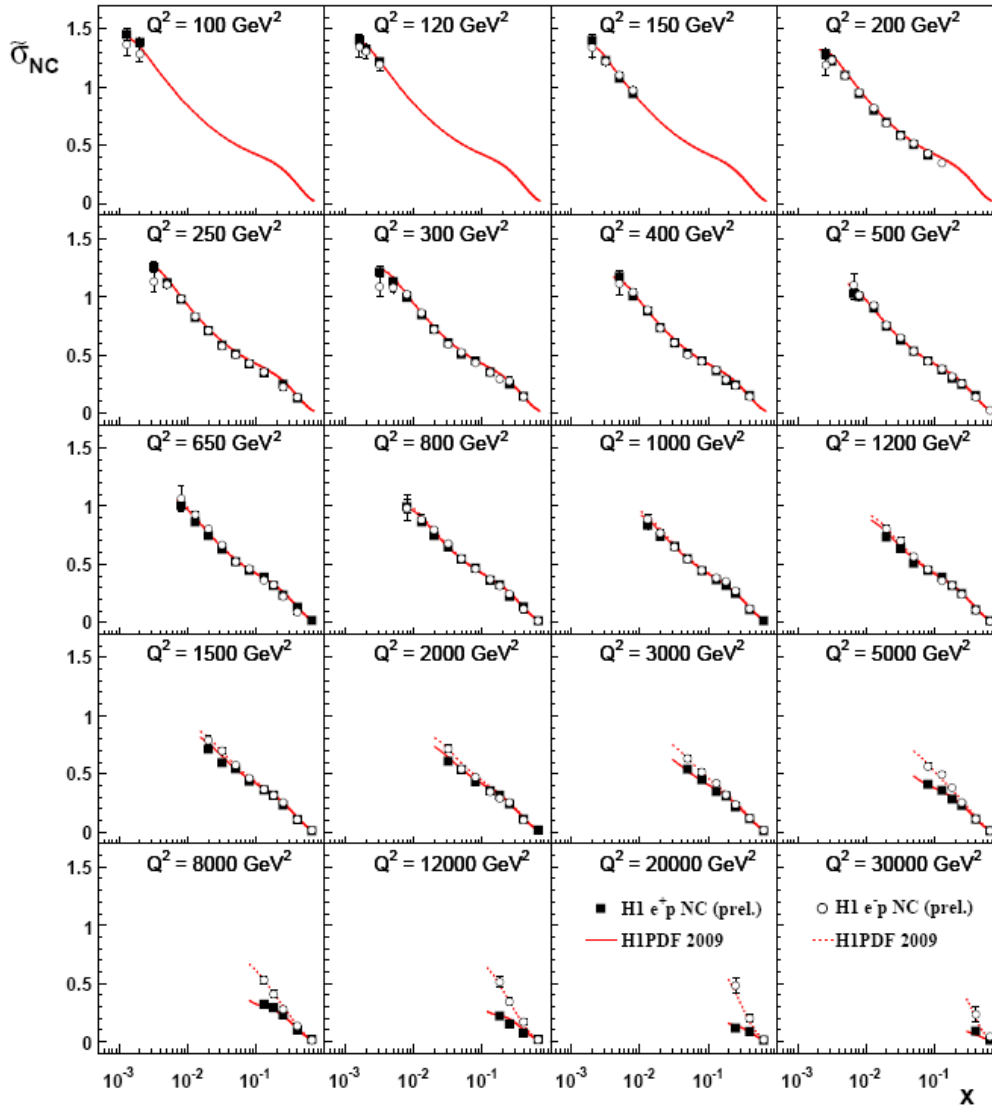 Q² = 100 GeV² Q² = 120 GeV² Q² = 150 GeV² Q² = 200 GeV²
1.5
σ̃NC
1
0.5
0
Q² = 250 GeV² Q² = 300 GeV² Q² = 400 GeV² Q² = 500 GeV²
1.5
1
0.5
0
Q² = 650 GeV² Q² = 800 GeV² Q² = 1000 GeV² Q² = 1200 GeV²
1.5
1
0.5
0
Q² = 1500 GeV² Q² = 2000 GeV² Q² = 3000 GeV² Q² = 5000 GeV²
1.5
1
0.5
0
Q² = 8000 GeV² Q² = 12000 GeV² Q² = 20000 GeV² Q² = 30000 GeV²
1.5
H1 e⁺p NC (prel.) H1 e⁻p NC (prel.)
H1PDF 2009 H1PDF 2009
1
0.5
0
10⁻³ 10⁻² 10⁻¹ 10⁻³ 10⁻² 10⁻¹ 10⁻³ 10⁻² 10⁻¹ 10⁻³ 10⁻² 10⁻¹
x